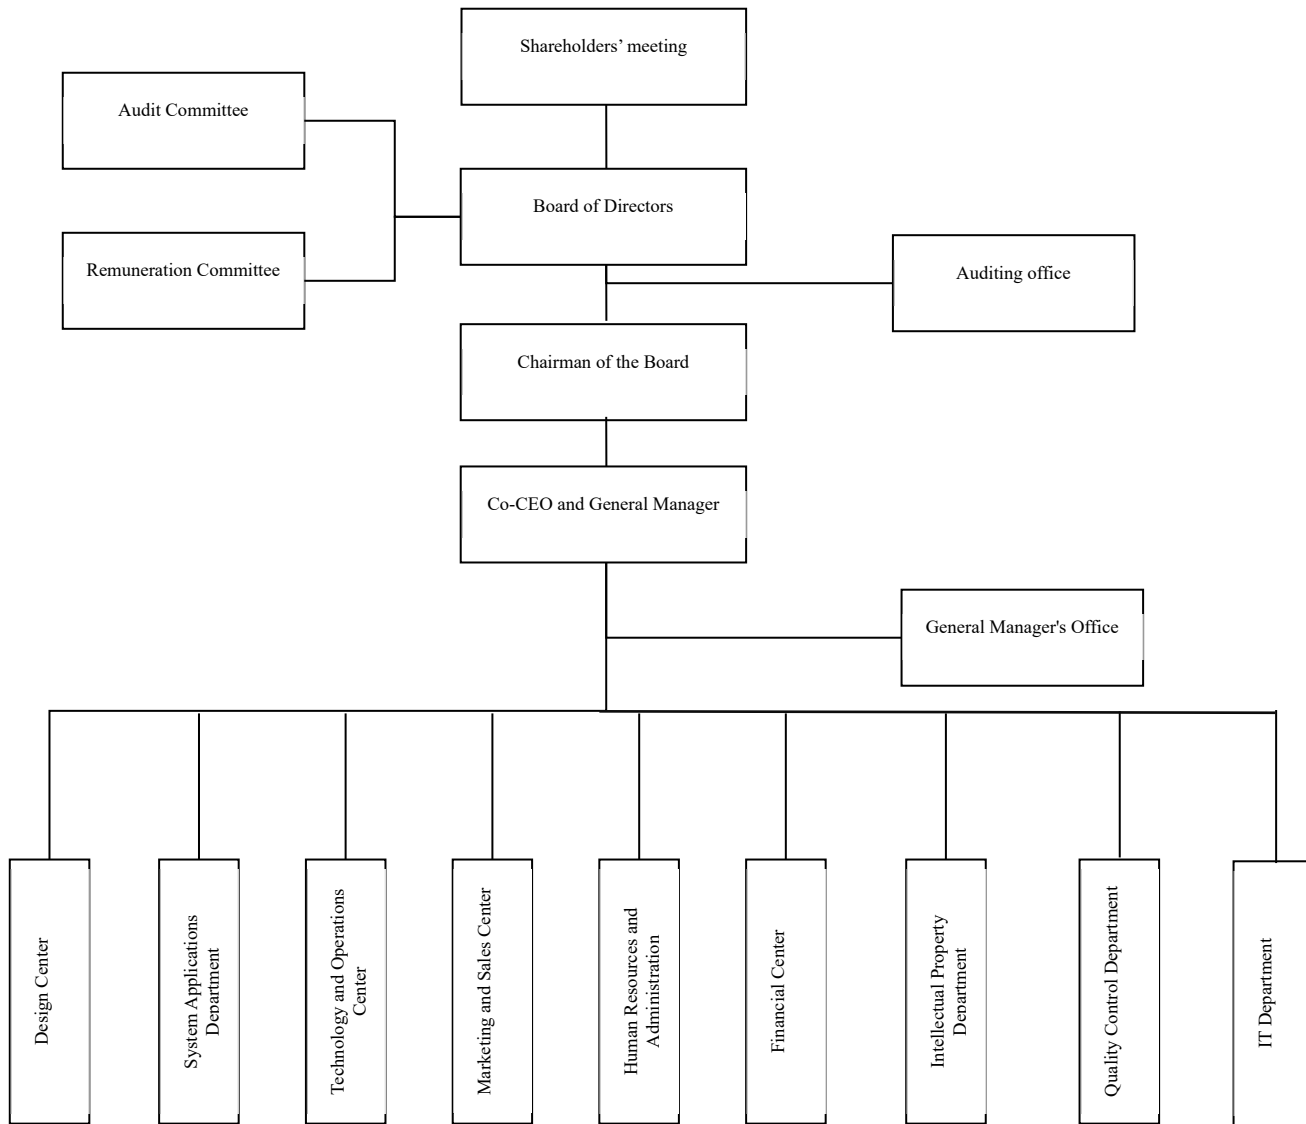 Shareholders’ meeting
Audit Committee
Board of Directors
Remuneration Committee
Auditing office
Chairman of the Board
Co-CEO and General Manager
General Manager's Office
Design Center
System Applications
Department
Technology and Operations
Center
Marketing and Sales Center
Human Resources and
Administration
Financial Center
Intellectual Property
Department
Quality Control Department
IT Department